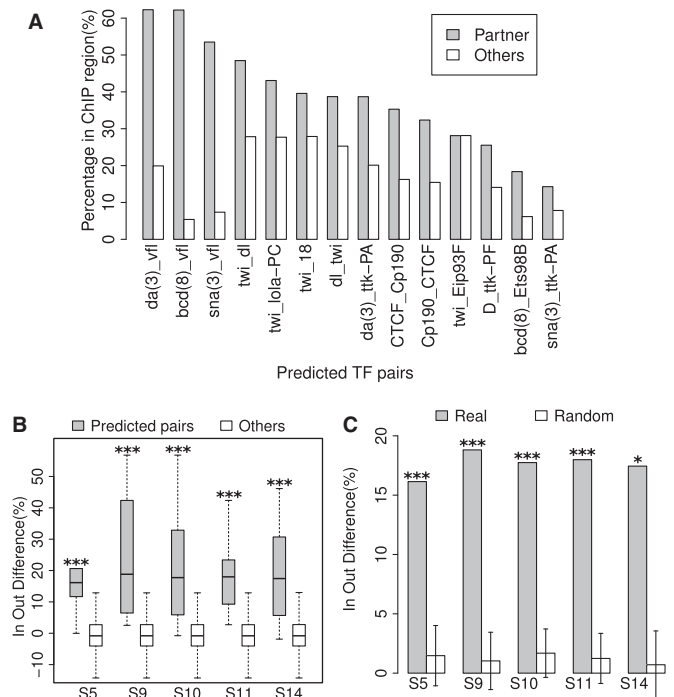 A
Percentage in ChIP region(%)
0 10 20 30 40 50 60
Partner
Others
da(3)_vfl
bcd(8)_vfl
sna(3)_vfl
twi_dl
twi_lola−PC
twi_18
dl_twi
da(3)_ttk−PA
CTCF_Cp190
Cp190_CTCF
twi_Eip93F
D_ttk−PF
bcd(8)_Ets98B
sna(3)_ttk−PA
Predicted TF pairs
B
Predicted pairs Others
In Out Difference(%)
−10 0 10 20 30 40 50
*** *** *** *** ***
S5 S9 S10 S11 S14
C
Real Random
In Out Difference(%)
0 5 10 15 20
*** *** *** *** *
S5 S9 S10 S11 S14